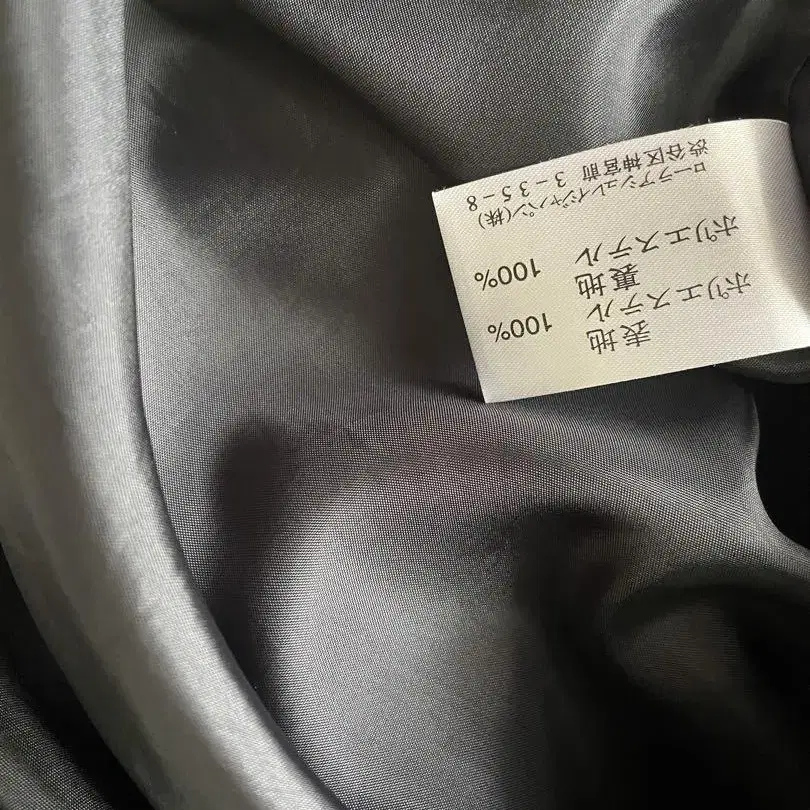 表地
ポリエステル 100%
裏地
ポリエステル 100%
ローラアシュレイジャパン(株)
渋谷区神宮前 3-35-8